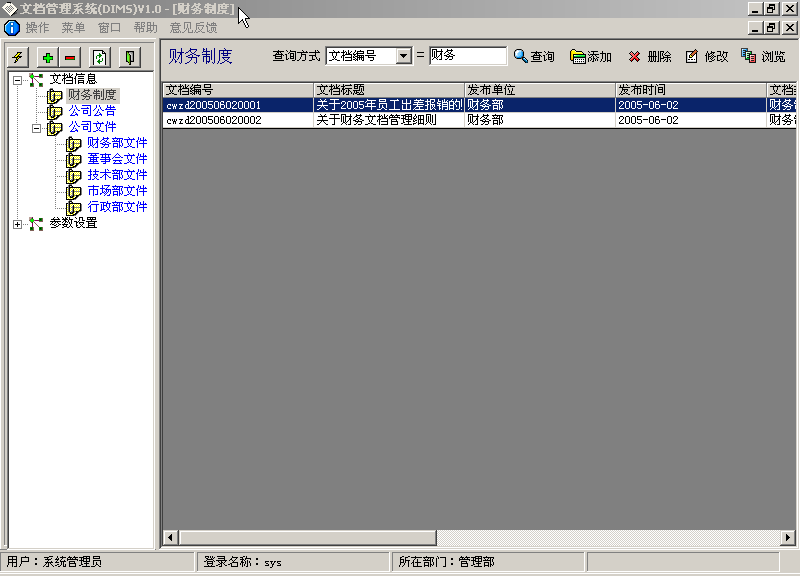 文档管理系统(DIMS)V1.0 - [财务制度]
操作 菜单 窗口 帮助 意见反馈
财务制度 查询方式 文档编号 = 财务 查询 添加 删除 修改 浏览
文档信息
财务制度
公司公告
公司文件
财务部文件
董事会文件
技术部文件
市场部文件
行政部文件
参数设置
文档编号 文档标题 发布单位 发布时间 文档
cwzd200506020001 关于2005年员工出差报销的 财务部 2005-06-02 财务
cwzd200506020002 关于财务文档管理细则 财务部 2005-06-02 财务
用户：系统管理员 登录名称：sys 所在部门：管理部